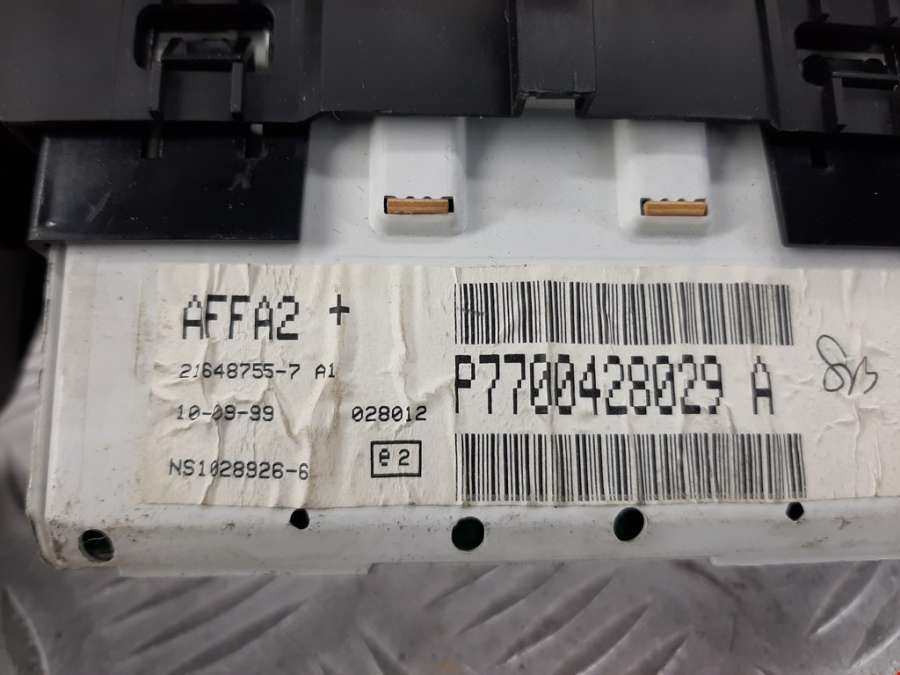 AFFA2 +
21648755-7 A1
10-09-99 028012
NS1028926-6
e2
P7700428029 A